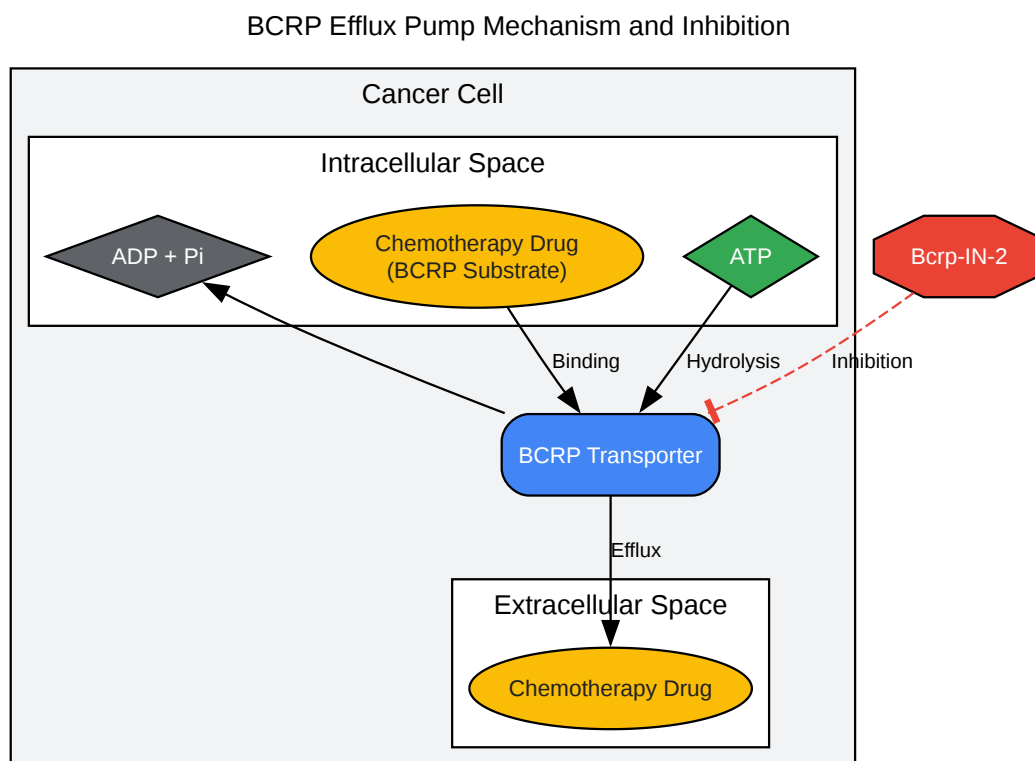 BCRP Efflux Pump Mechanism and Inhibition
Cancer Cell
Intracellular Space
ADP + Pi
Chemotherapy Drug
(BCRP Substrate)
ATP
Bcrp-IN-2
Binding
Hydrolysis
Inhibition
BCRP Transporter
Efflux
Extracellular Space
Chemotherapy Drug